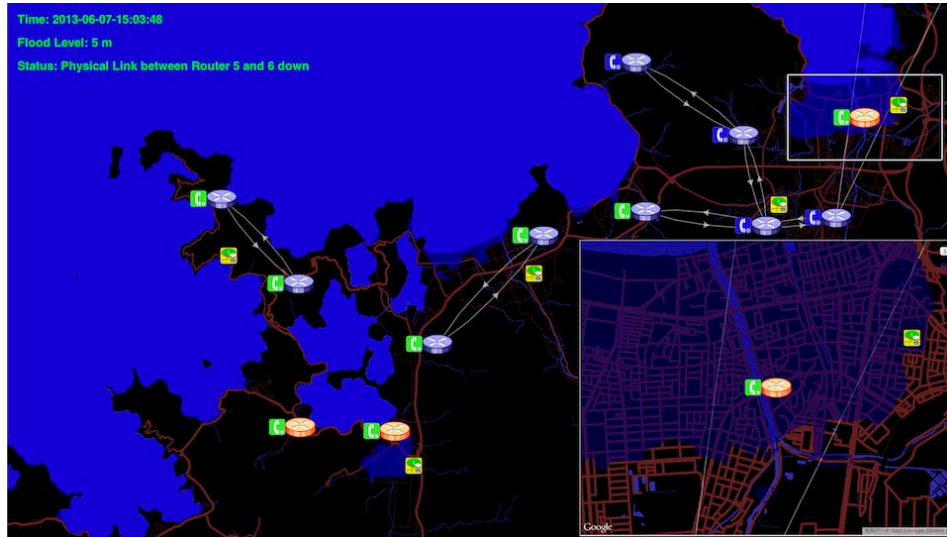 Time: 2013-06-07-15:03:48
Flood Level: 5 m
Status: Physical Link between Router 5 and 6 down
Google